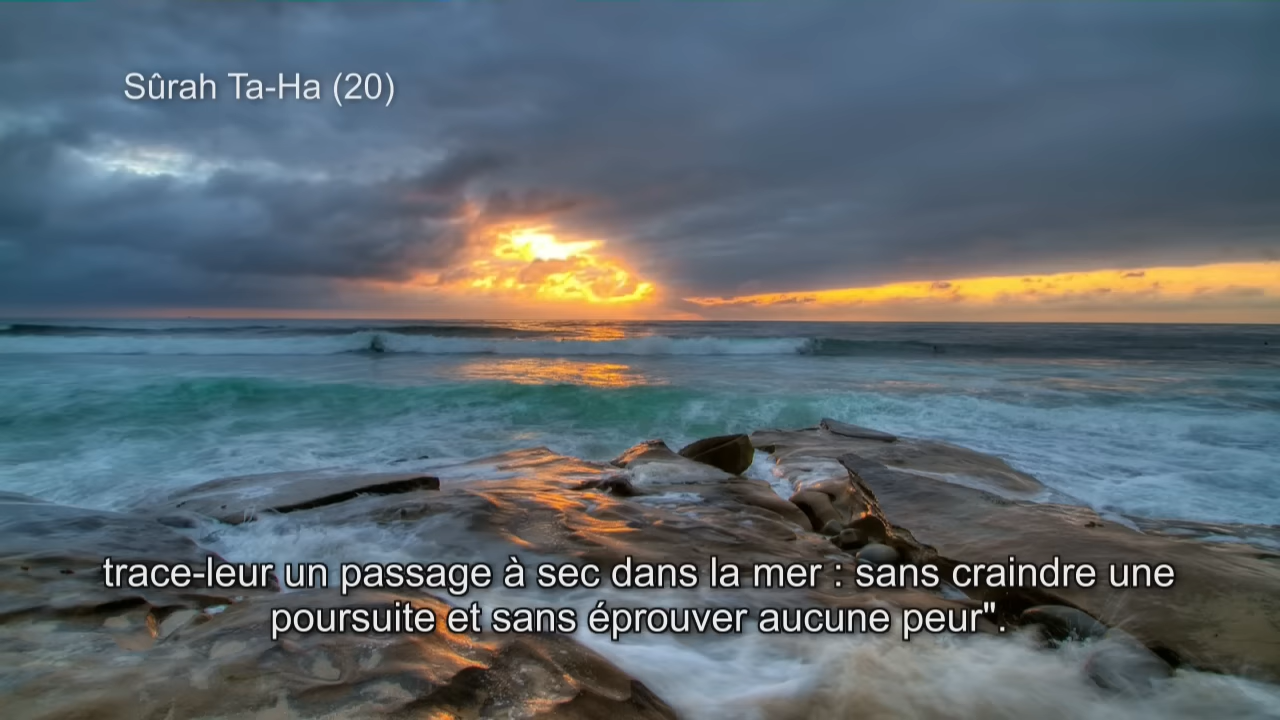 Sûrah Ta-Ha (20)
trace-leur un passage à sec dans la mer : sans craindre une
poursuite et sans éprouver aucune peur".